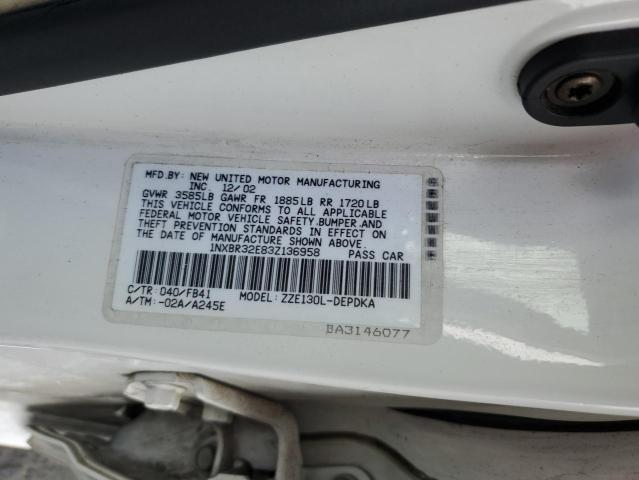 MFD.BY: NEW UNITED MOTOR MANUFACTURING
INC. 12/02
GVWR 3585LB GAWR FR 1885LB RR 1720LB
THIS VEHICLE CONFORMS TO ALL APPLICABLE
FEDERAL MOTOR VEHICLE SAFETY,BUMPER,AND
THEFT PREVENTION STANDARDS IN EFFECT ON
THE DATE OF MANUFACTURE SHOWN ABOVE.
1NXBR32E83Z136958 PASS CAR
C/TR: 040/FB41 MODEL: ZZE130L-DEPDKA
A/TM: -02A/A245E
BA3146077